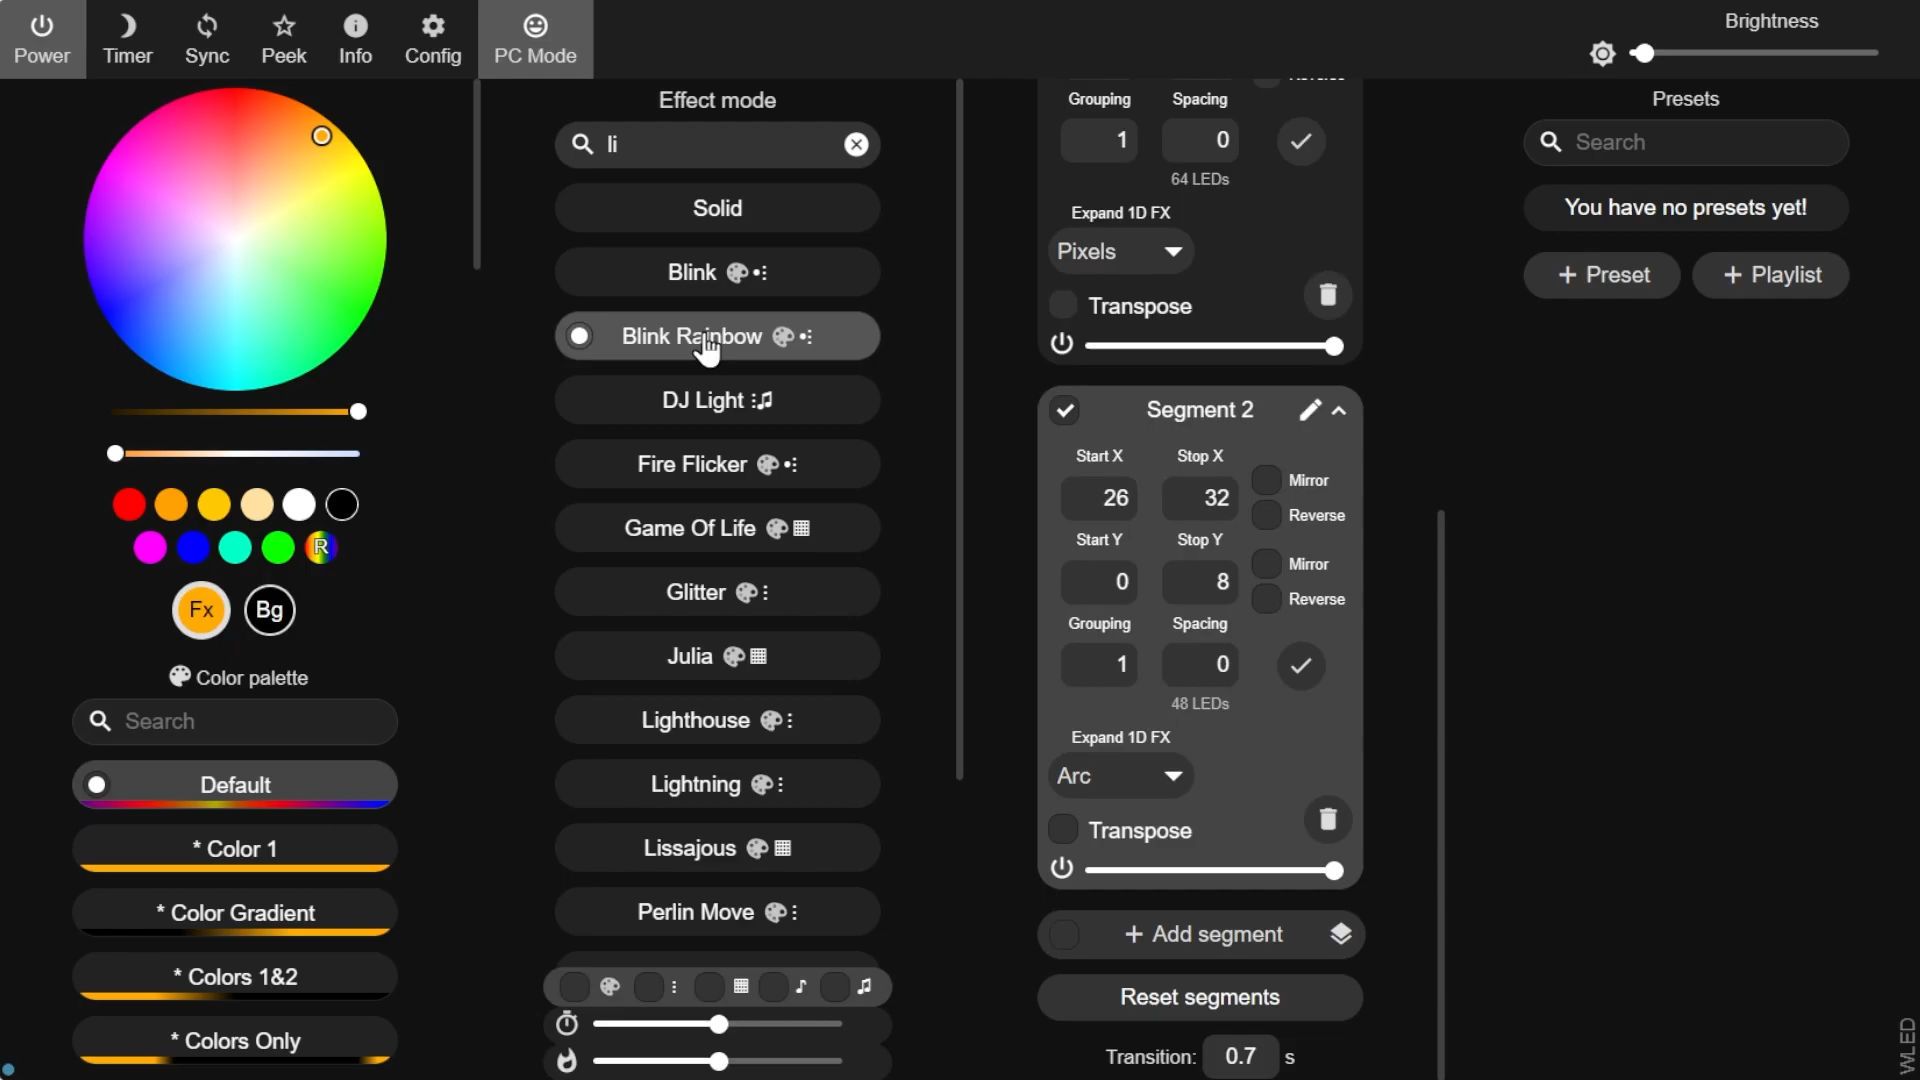 Power
Timer
Sync
Peek
Info
Config
PC Mode
Brightness
R
Fx
Bg
Color palette
Search
Default
* Color 1
* Color Gradient
* Colors 1&2
* Colors Only
Effect mode
li
Solid
Blink
Blink Rainbow
DJ Light
Fire Flicker
Game Of Life
Glitter
Julia
Lighthouse
Lightning
Lissajous
Perlin Move
Grouping
Spacing
1
0
64 LEDs
Expand 1D FX
Pixels
Transpose
Segment 2
Start X
Stop X
26
32
Mirror
Reverse
Start Y
Stop Y
0
8
Mirror
Reverse
Grouping
Spacing
1
0
48 LEDs
Expand 1D FX
Arc
Transpose
+ Add segment
Reset segments
Transition: 0.7 s
Presets
Search
You have no presets yet!
+ Preset
+ Playlist
WLED